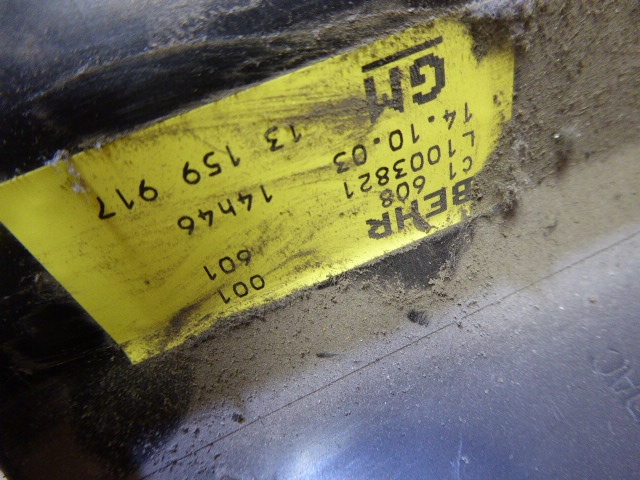 BEHR 001
C1 608 601
L1003821
14.10.03 14h46
GM 13 159 917